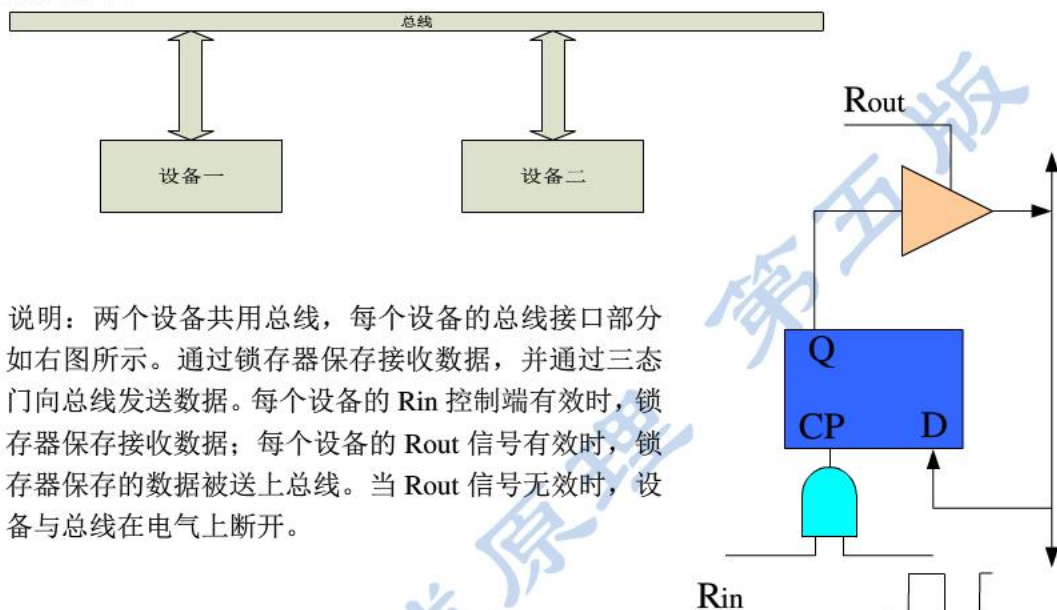 总线
设备一
设备二
Rout
说明：两个设备共用总线，每个设备的总线接口部分
如右图所示。通过锁存器保存接收数据，并通过三态
门向总线发送数据。每个设备的 Rin 控制端有效时，锁
存器保存接收数据；每个设备的 Rout 信号有效时，锁
存器保存的数据被送上总线。当 Rout 信号无效时，设
备与总线在电气上断开。
Q
CP D
Rin
原理 第五版